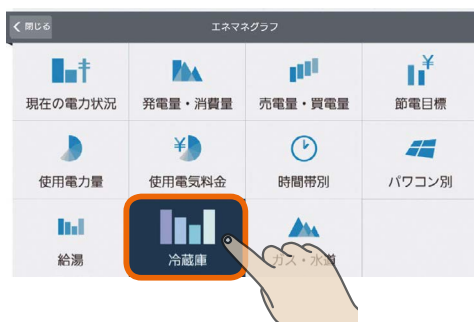 < 閉じる
エネマネグラフ
現在の電力状況 発電量・消費量 売電量・買電量 節電目標
¥
使用電力量 使用電気料金 時間帯別 パワコン別
¥
給湯 冷蔵庫 ガス・水道